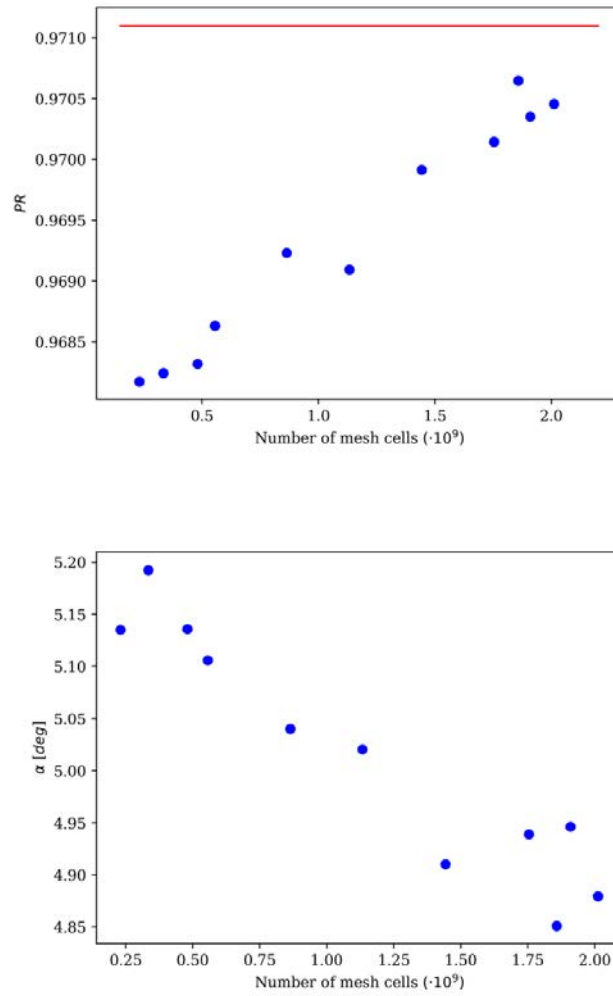 0.9710
0.9705
0.9700
0.9695
0.9690
0.9685
PR
0.5 1.0 1.5 2.0
Number of mesh cells (·10⁹)
5.20
5.15
5.10
5.05
5.00
4.95
4.90
4.85
α [deg]
0.25 0.50 0.75 1.00 1.25 1.50 1.75 2.00
Number of mesh cells (·10⁹)